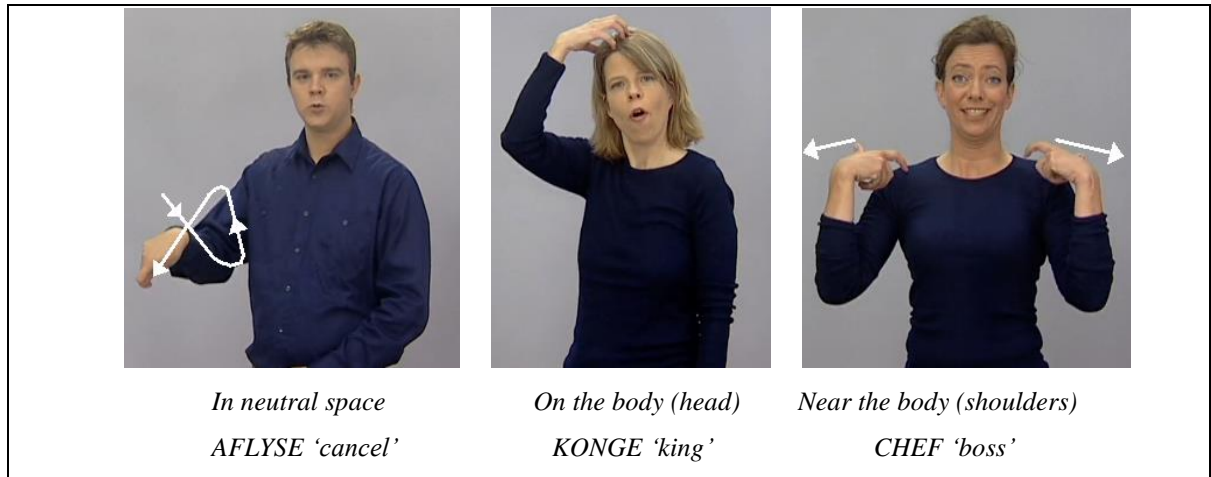 In neutral space On the body (head) Near the body (shoulders)
AFLYSE ‘cancel’ KONGE ‘king’ CHEF ‘boss’